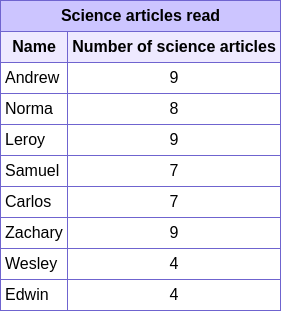 Science articles read
Name Number of science articles
Andrew 9
Norma 8
Leroy 9
Samuel 7
Carlos 7
Zachary 9
Wesley 4
Edwin 4